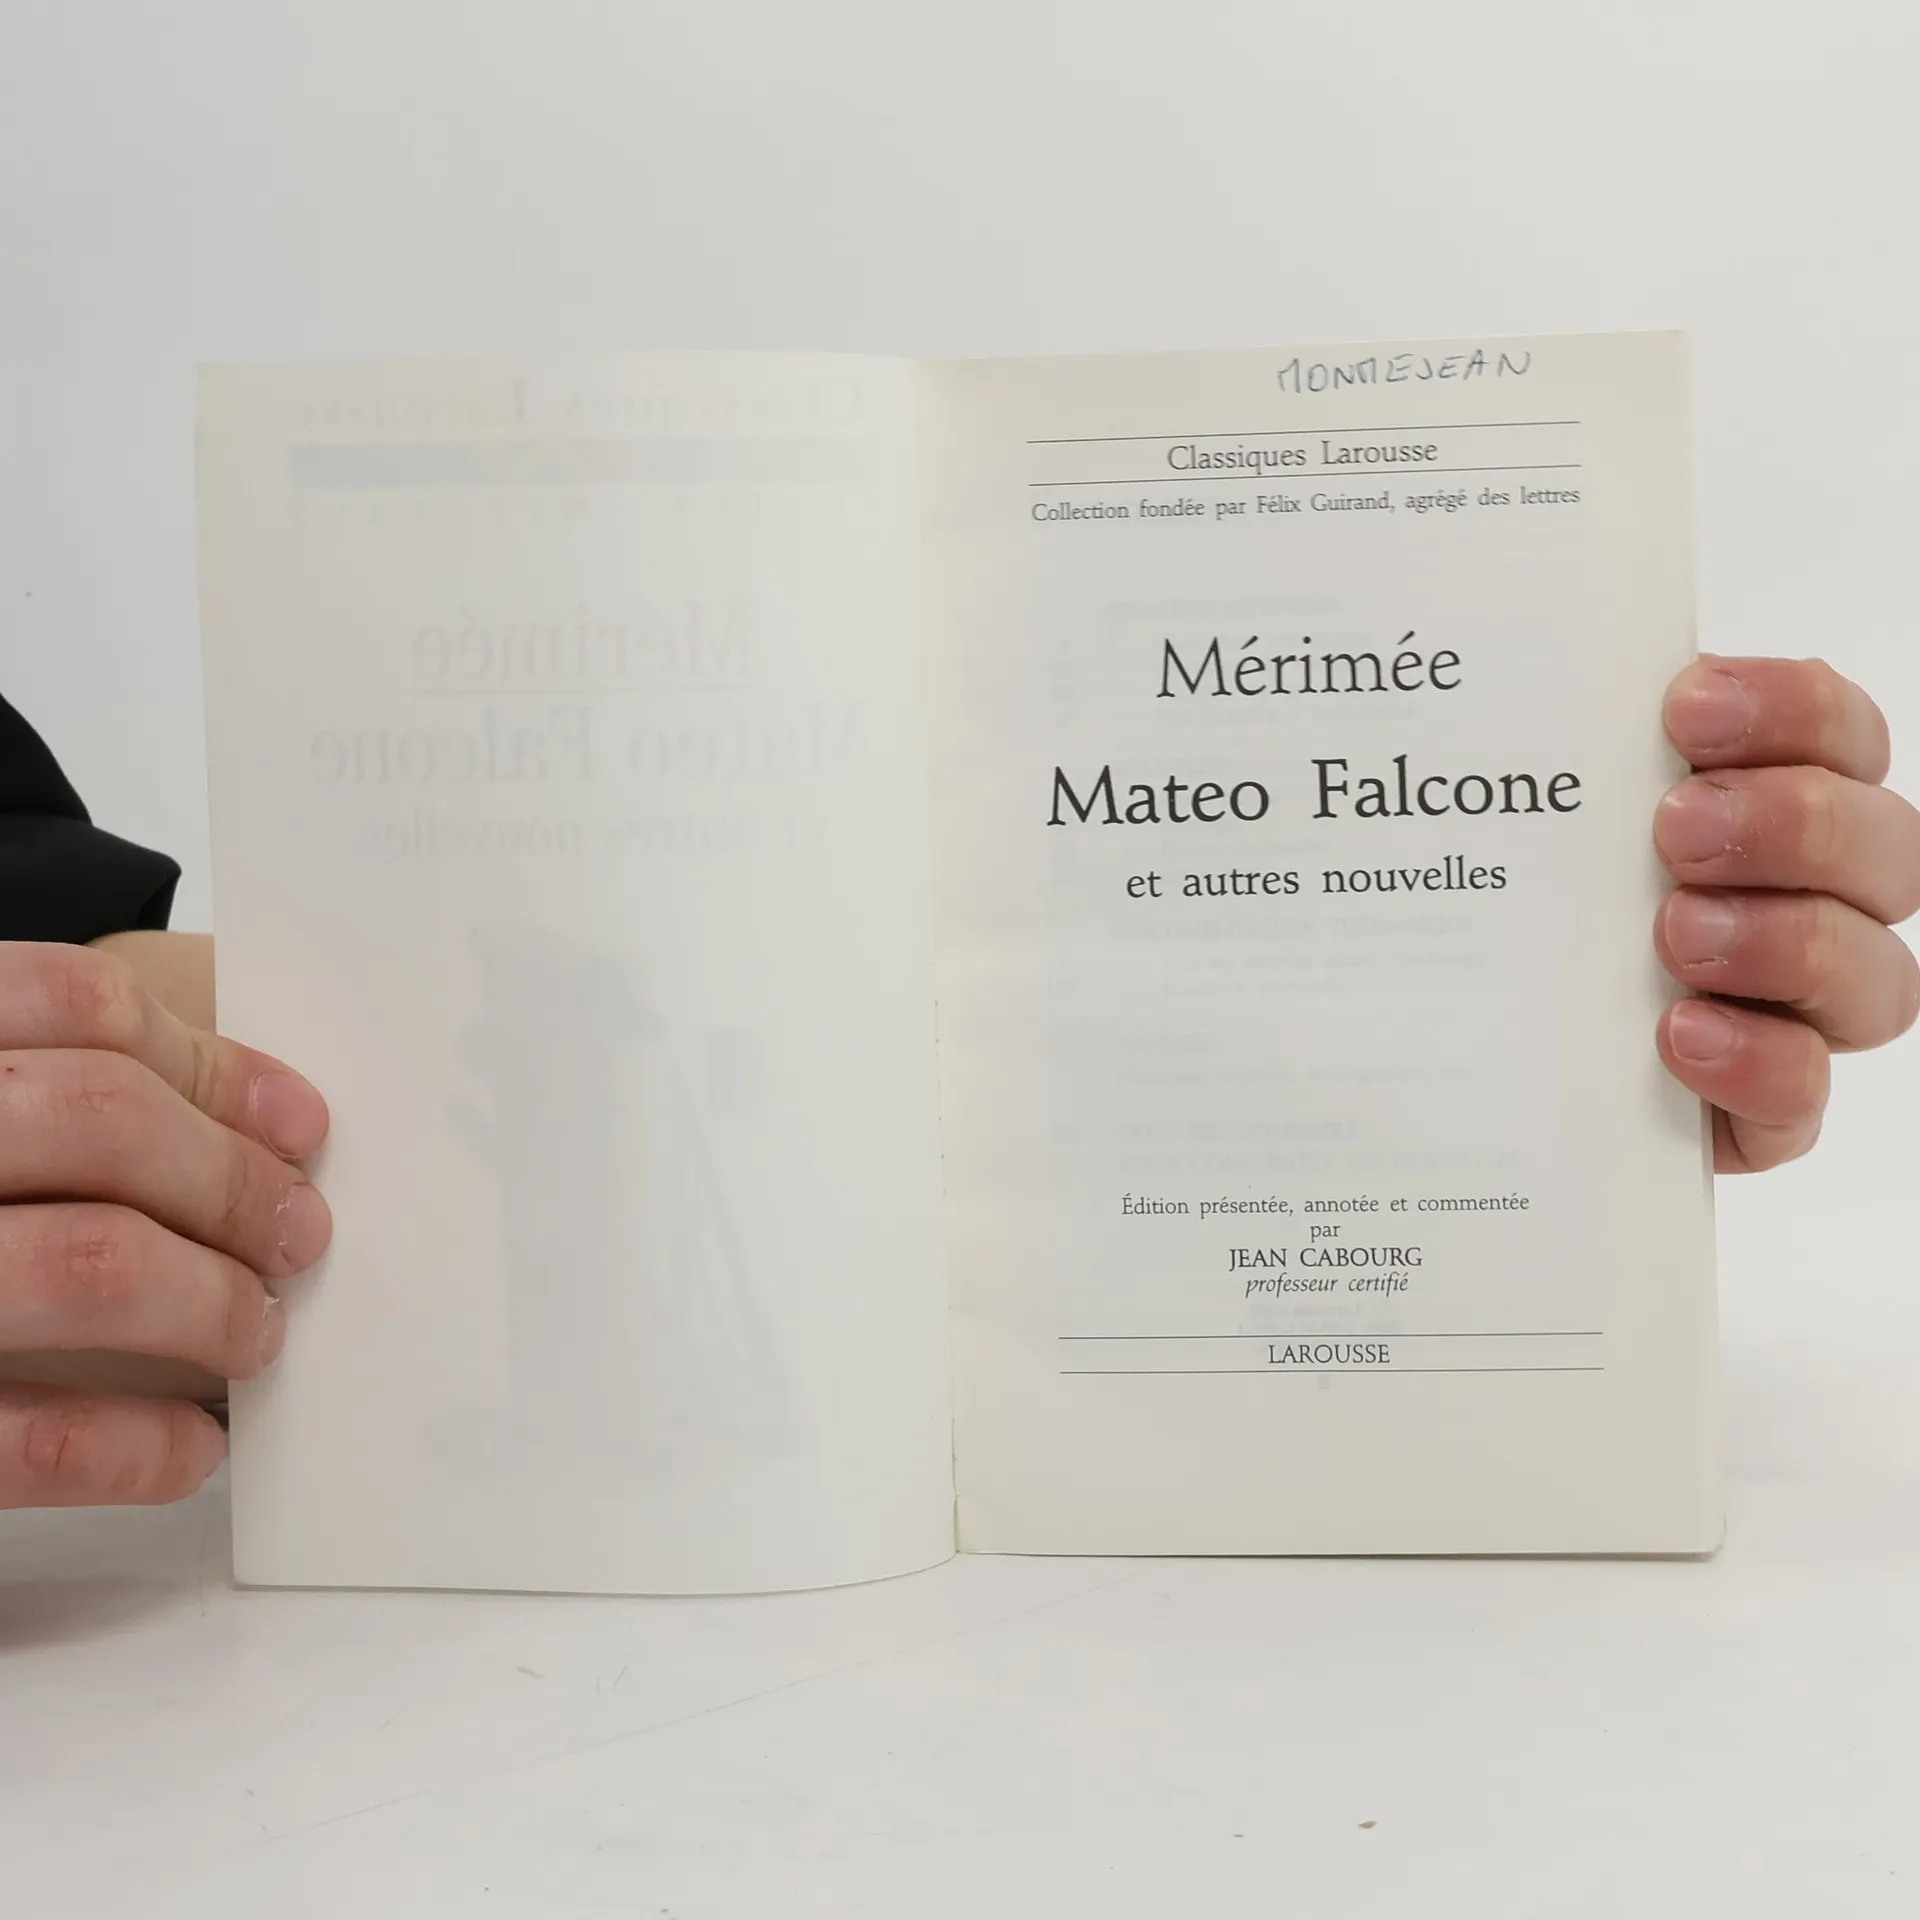 MONMEJEAN
Classiques Larousse
Collection fondée par Félix Guirand, agrégé des lettres
Mérimée
Mateo Falcone
et autres nouvelles
Édition présentée, annotée et commentée
par
JEAN CABOURG
professeur certifié
LAROUSSE